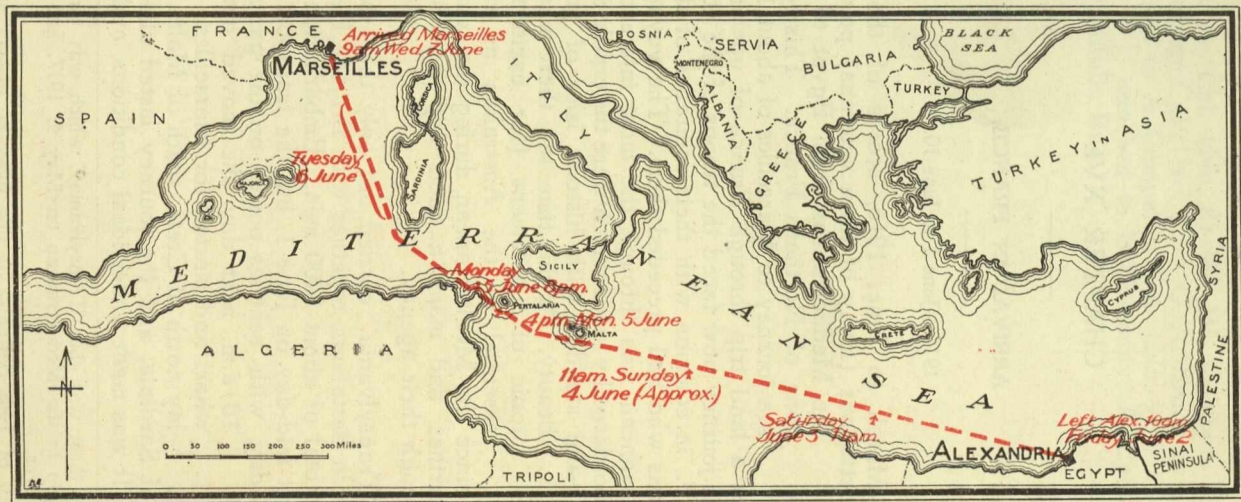 FRANCE
Arrived Marseilles
9am Wed 7 June
MARSEILLES
BOSNIA
SERVIA
BLACK
SEA
MONTENEGRO
BULGARIA
ITALY
CORSICA
ALBANIA
TURKEY
SPAIN
GREECE
TURKEY IN ASIA
Tuesday
6 June
MAJORCA
SARDINIA
MEDITERRANEAN SEA
SICILY
SYRIA
Monday
5 June 8pm.
PENTALARIA
CYPRUS
4pm. Mon. 5 June
MALTA
CRETE
ALGERIA
PALESTINE
N
11am. Sunday
4 June (Approx.)
Saturday
June 3 11am.
Left Alex. 10am
Friday June 2
0 50 100 150 200 250 300 Miles
ALEXANDRIA
SINAI
PENINSULA
TRIPOLI
EGYPT